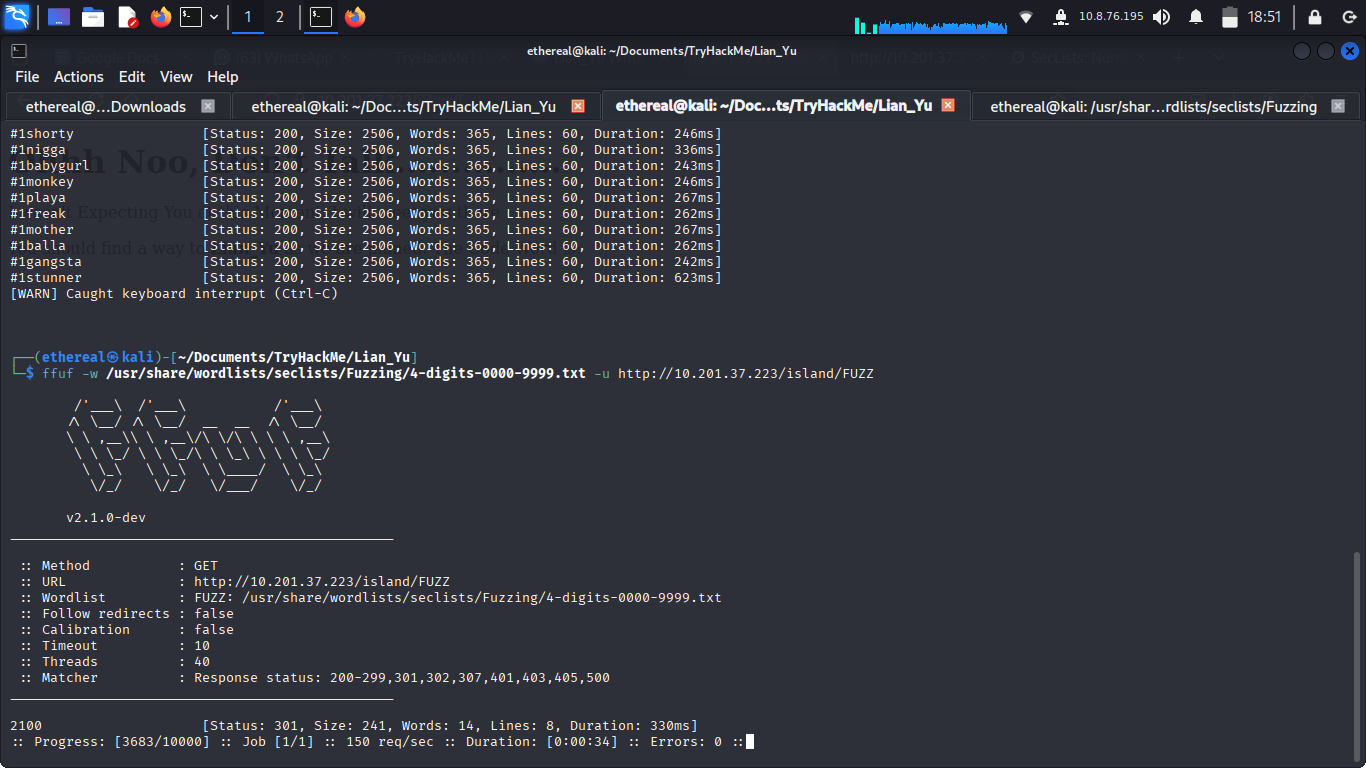 1 2 10.8.76.195 18:51
ethereal@kali: ~/Documents/TryHackMe/Lian_Yu
File Actions Edit View Help
ethereal@...Downloads ethereal@kali: ~/Doc...ts/TryHackMe/Lian_Yu ethereal@kali: ~/Doc...ts/TryHackMe/Lian_Yu ethereal@kali: /usr/shar...rdlists/seclists/Fuzzing
#1shorty [Status: 200, Size: 2506, Words: 365, Lines: 60, Duration: 246ms]
#1nigga [Status: 200, Size: 2506, Words: 365, Lines: 60, Duration: 336ms]
#1babygurl [Status: 200, Size: 2506, Words: 365, Lines: 60, Duration: 243ms]
#1monkey [Status: 200, Size: 2506, Words: 365, Lines: 60, Duration: 246ms]
#1playa [Status: 200, Size: 2506, Words: 365, Lines: 60, Duration: 267ms]
#1freak [Status: 200, Size: 2506, Words: 365, Lines: 60, Duration: 262ms]
#1mother [Status: 200, Size: 2506, Words: 365, Lines: 60, Duration: 267ms]
#1balla [Status: 200, Size: 2506, Words: 365, Lines: 60, Duration: 262ms]
#1gangsta [Status: 200, Size: 2506, Words: 365, Lines: 60, Duration: 242ms]
#1stunner [Status: 200, Size: 2506, Words: 365, Lines: 60, Duration: 623ms]
[WARN] Caught keyboard interrupt (Ctrl-C)
┌──(ethereal㉿kali)-[~/Documents/TryHackMe/Lian_Yu]
└─$ ffuf -w /usr/share/wordlists/seclists/Fuzzing/4-digits-0000-9999.txt -u http://10.201.37.223/island/FUZZ
v2.1.0-dev
:: Method : GET
:: URL : http://10.201.37.223/island/FUZZ
:: Wordlist : FUZZ: /usr/share/wordlists/seclists/Fuzzing/4-digits-0000-9999.txt
:: Follow redirects : false
:: Calibration : false
:: Timeout : 10
:: Threads : 40
:: Matcher : Response status: 200-299,301,302,307,401,403,405,500
2100 [Status: 301, Size: 241, Words: 14, Lines: 8, Duration: 330ms]
:: Progress: [3683/10000] :: Job [1/1] :: 150 req/sec :: Duration: [0:00:34] :: Errors: 0 ::